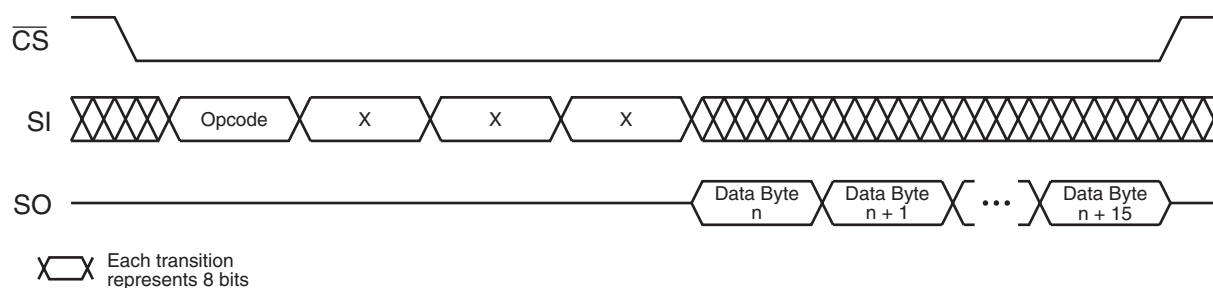 CS
SI
Opcode
X
X
X
SO
Data Byte
n
Data Byte
n + 1
•••
Data Byte
n + 15
Each transition
represents 8 bits